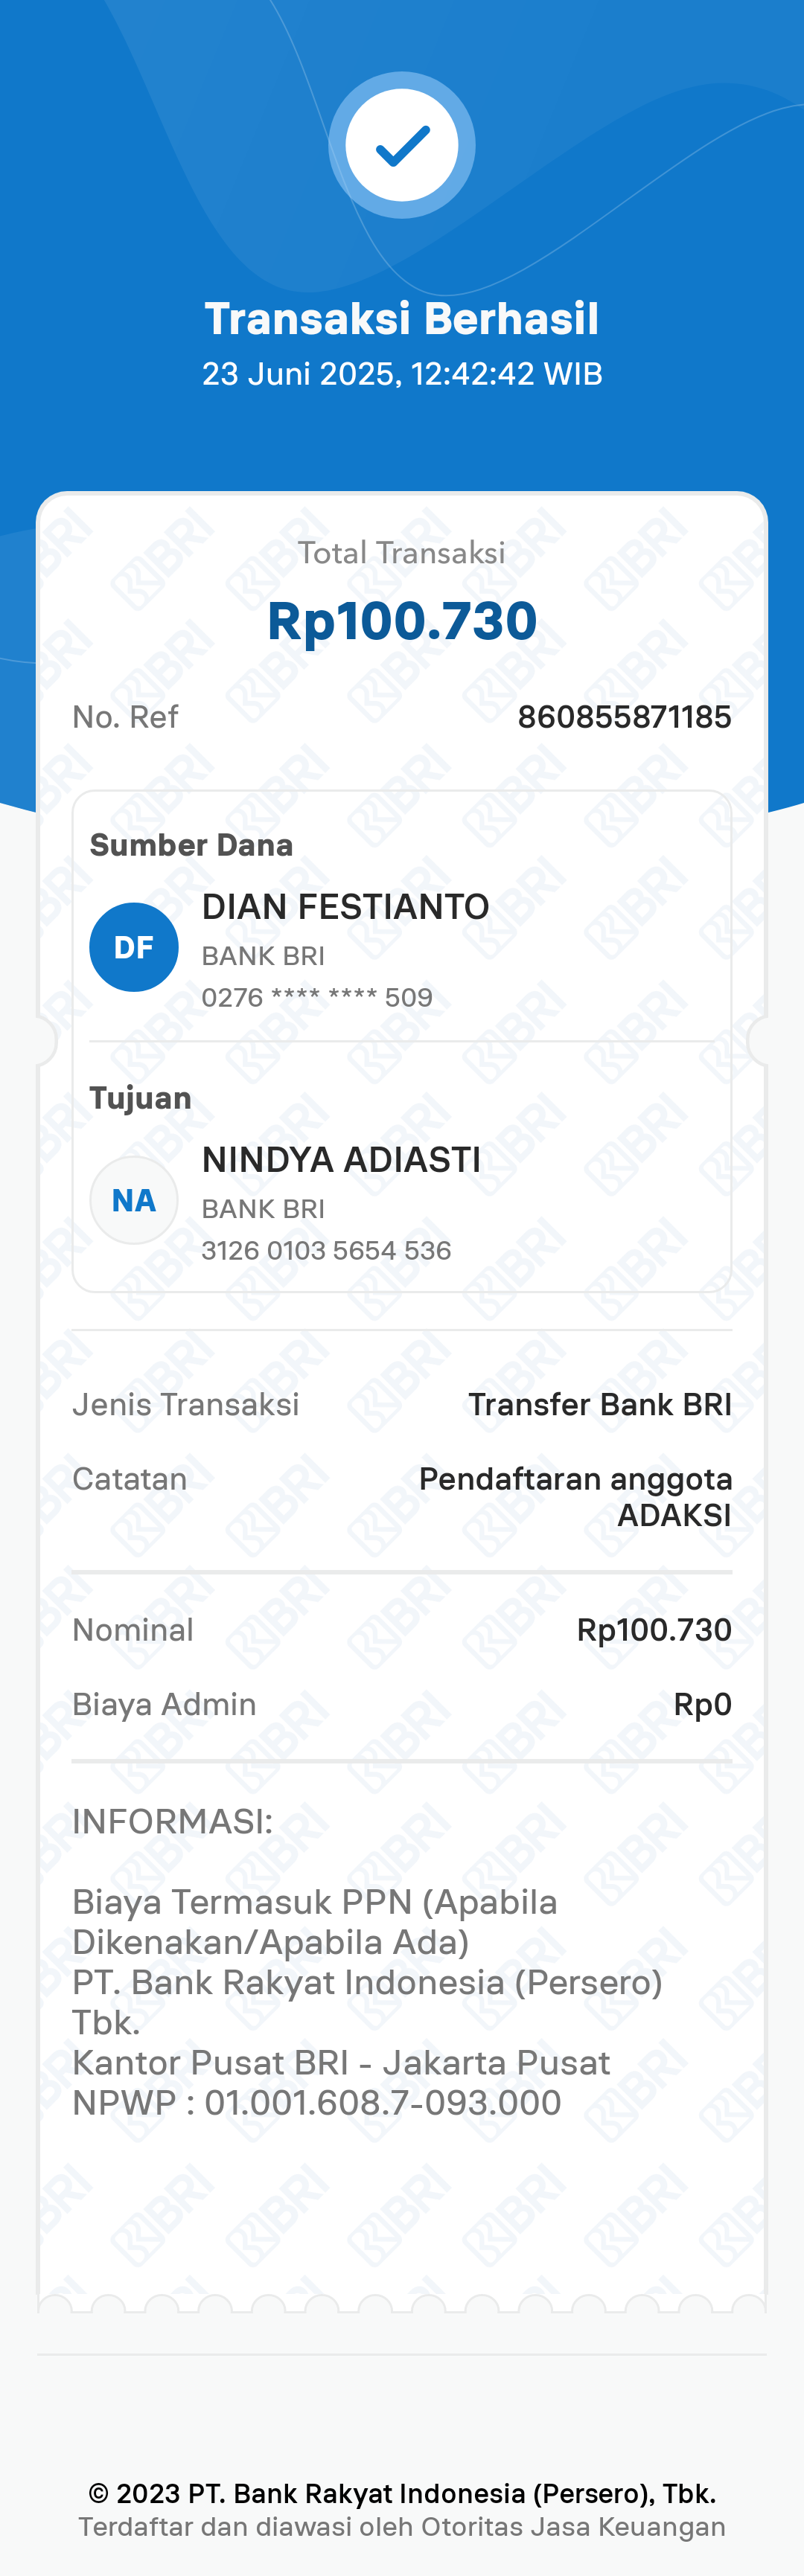 Transaksi Berhasil
23 Juni 2025, 12:42:42 WIB
Total Transaksi
Rp100.730
No. Ref 860855871185
Sumber Dana
DF
DIAN FESTIANTO
BANK BRI
0276 **** **** 509
Tujuan
NA
NINDYA ADIASTI
BANK BRI
3126 0103 5654 536
Jenis Transaksi Transfer Bank BRI
Catatan Pendaftaran anggota
ADAKSI
Nominal Rp100.730
Biaya Admin Rp0
INFORMASI:
Biaya Termasuk PPN (Apabila
Dikenakan/Apabila Ada)
PT. Bank Rakyat Indonesia (Persero)
Tbk.
Kantor Pusat BRI - Jakarta Pusat
NPWP : 01.001.608.7-093.000
© 2023 PT. Bank Rakyat Indonesia (Persero), Tbk.
Terdaftar dan diawasi oleh Otoritas Jasa Keuangan